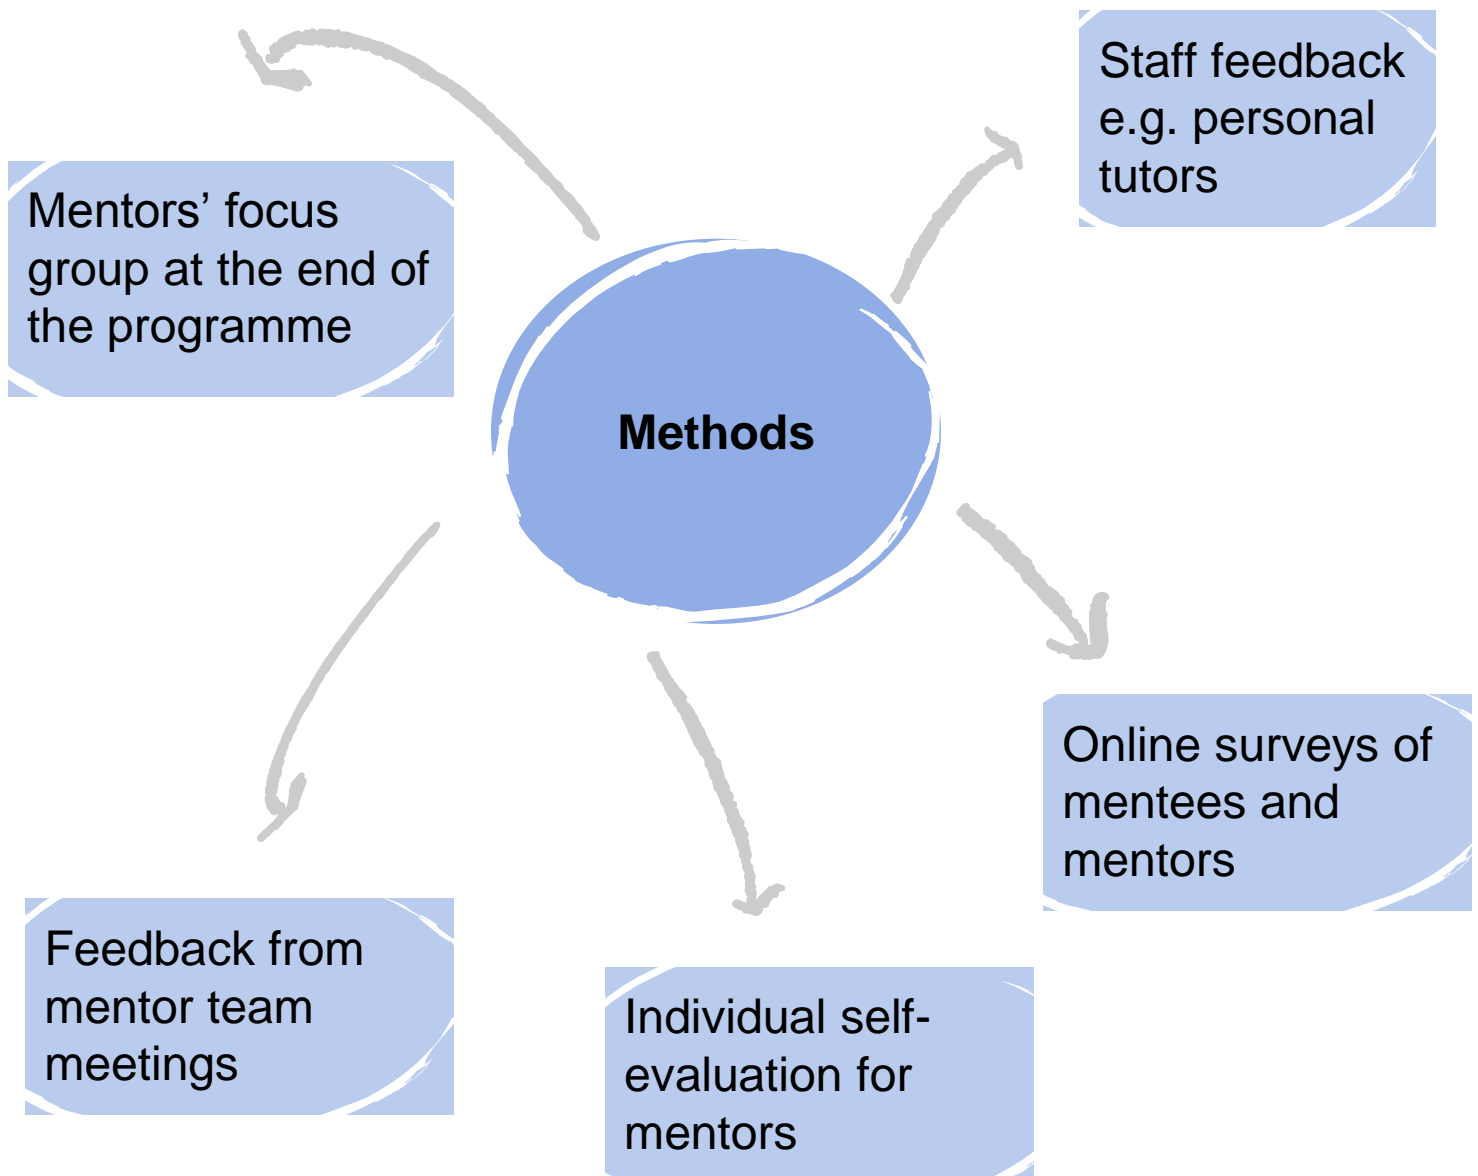 Staff feedback
e.g. personal
tutors
Mentors’ focus
group at the end of
the programme
Methods
Online surveys of
mentees and
mentors
Feedback from
mentor team
meetings
Individual self-
evaluation for
mentors